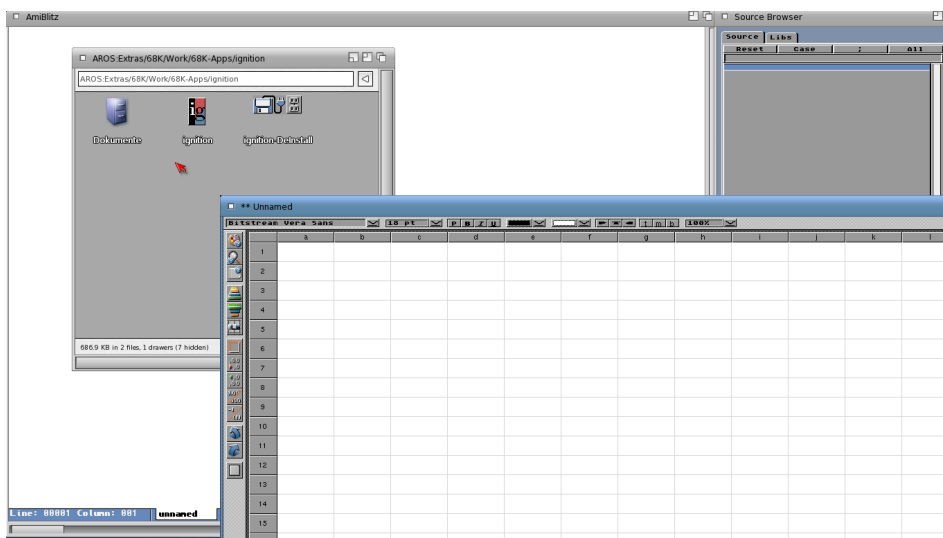 AmiBlitz
Source Browser
Source Libs
Reset Case ; All
AROS:Extras/68K/Work/68K-Apps/ignition
AROS:Extras/68K/Work/68K-Apps/ignition
ig
Dokumente ignition ignition-DeInstall
** Unnamed
Bitstream Vera Sans 10 pt P B I U t m b 100%
a b c d e f g h i j k l
1
2
3
4
5
6
7
8
9
10
11
12
13
14
15
686.9 KB in 2 files, 1 drawers (7 hidden)
Line: 00001 Column: 001 unnamed